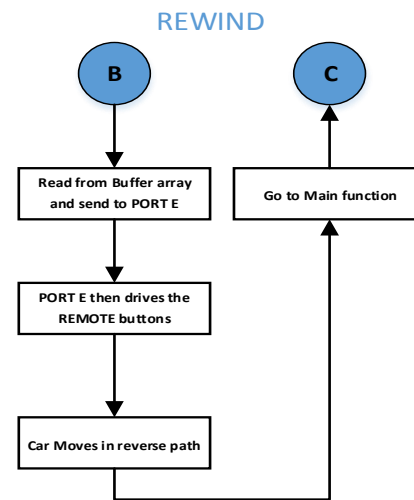 REWIND
B
Read from Buffer array
and send to PORT E
PORT E then drives the
REMOTE buttons
Car Moves in reverse path
C
Go to Main function